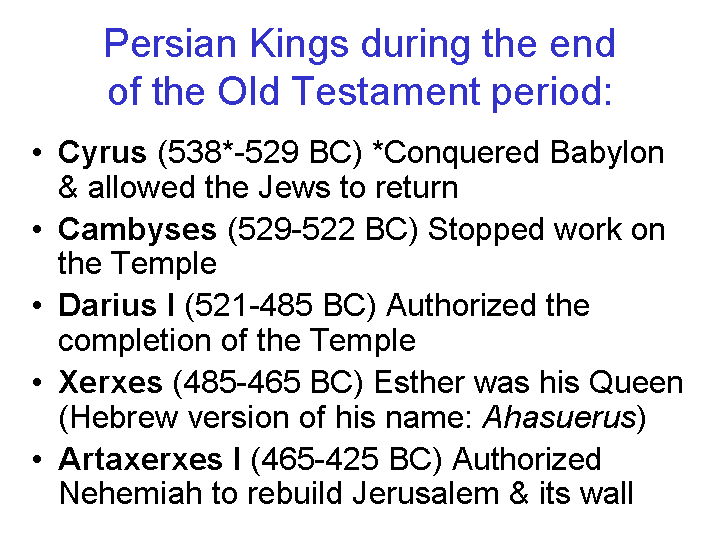 Persian Kings during the end
of the Old Testament period:
• Cyrus (538*-529 BC) *Conquered Babylon
& allowed the Jews to return
• Cambyses (529-522 BC) Stopped work on
the Temple
• Darius I (521-485 BC) Authorized the
completion of the Temple
• Xerxes (485-465 BC) Esther was his Queen
(Hebrew version of his name: Ahasuerus)
• Artaxerxes I (465-425 BC) Authorized
Nehemiah to rebuild Jerusalem & its wall